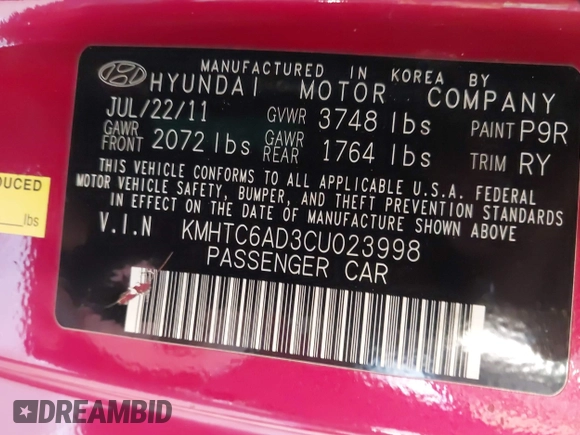 MANUFACTURED IN KOREA BY
HYUNDAI MOTOR COMPANY
JUL/22/11 GVWR 3748 lbs PAINT P9R
GAWR FRONT 2072 lbs GAWR REAR 1764 lbs TRIM RY
THIS VEHICLE CONFORMS TO ALL APPLICABLE U.S.A. FEDERAL
MOTOR VEHICLE SAFETY, BUMPER, AND THEFT PREVENTION STANDARDS
IN EFFECT ON THE DATE OF MANUFACTURE SHOWN ABOVE
V.I.N KMHTC6AD3CU023998
PASSENGER CAR
DUCED
lbs
DREAMBID